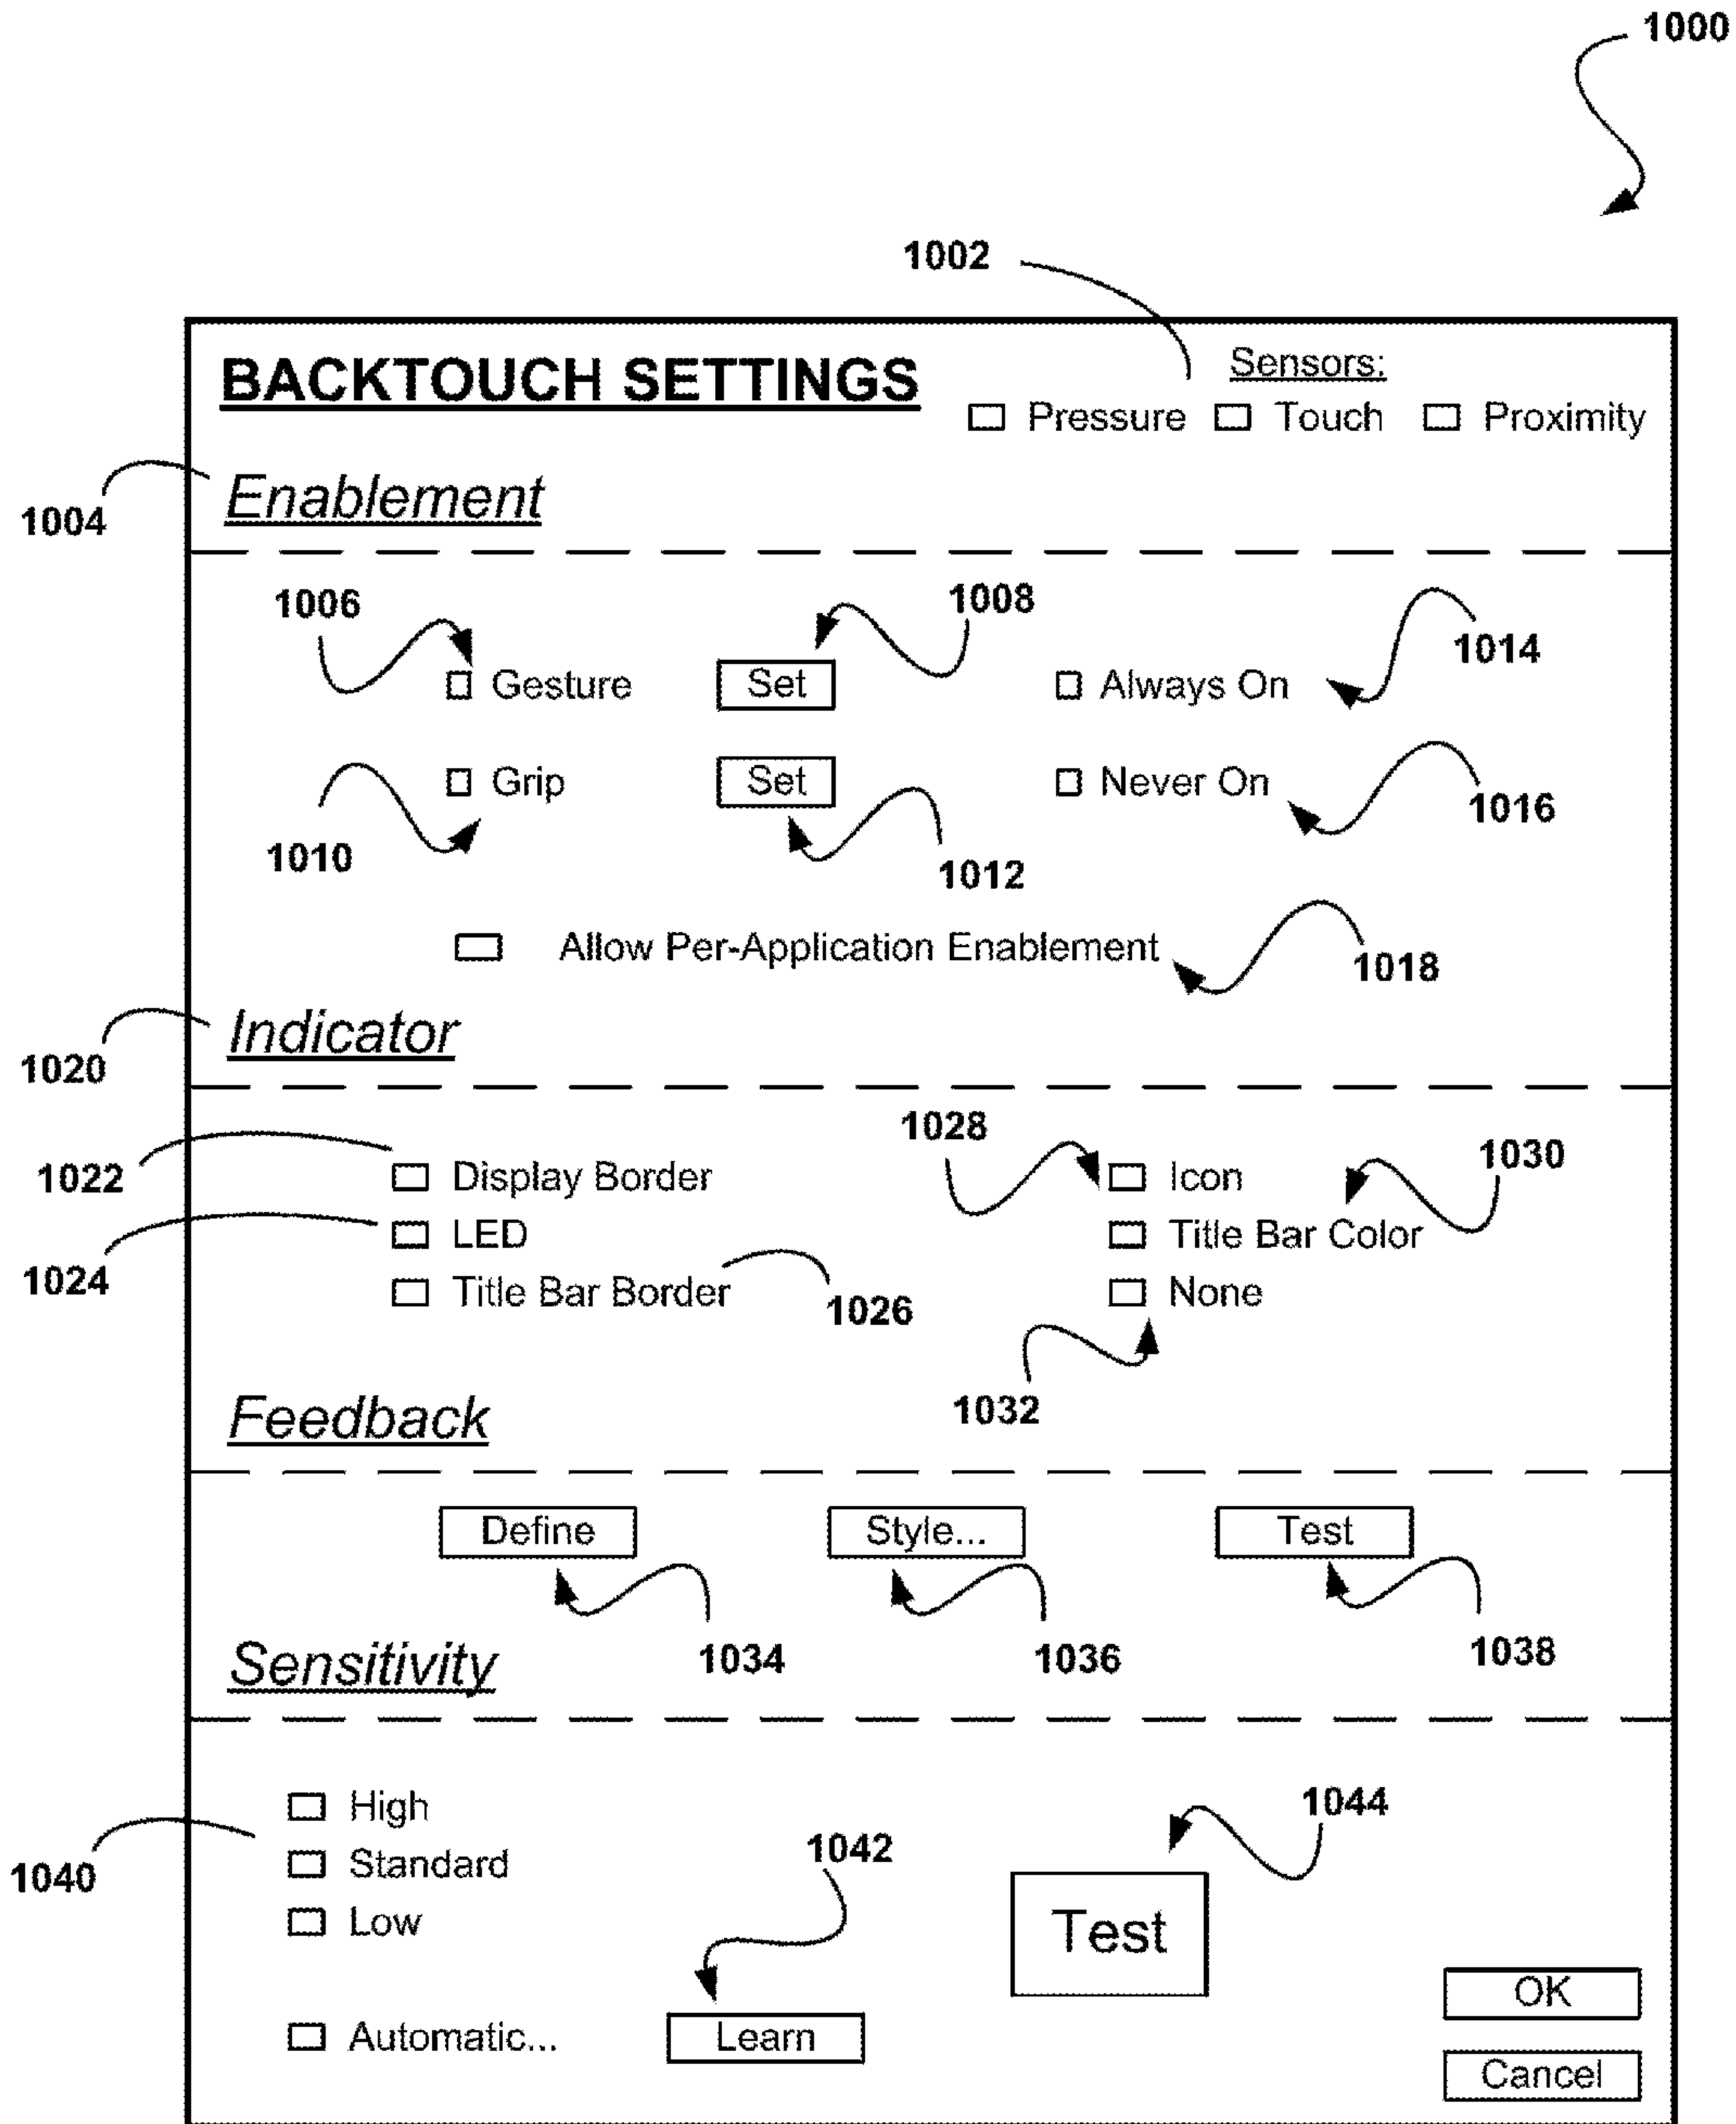 1000
1002
BACKTOUCH SETTINGS
Sensors:
Pressure Touch Proximity
1004
Enablement
1006
1008
1014
Gesture Set Always On
Grip Set Never On
1010
1012
1016
Allow Per-Application Enablement
1018
Indicator
1020
1028
1030
1022
Display Border Icon
LED Title Bar Color
1024
Title Bar Border None
1026
1032
Feedback
Define Style... Test
1034 1036 1038
Sensitivity
High
1044
1040
Standard
1042
Low
Test
OK
Automatic... Learn
Cancel